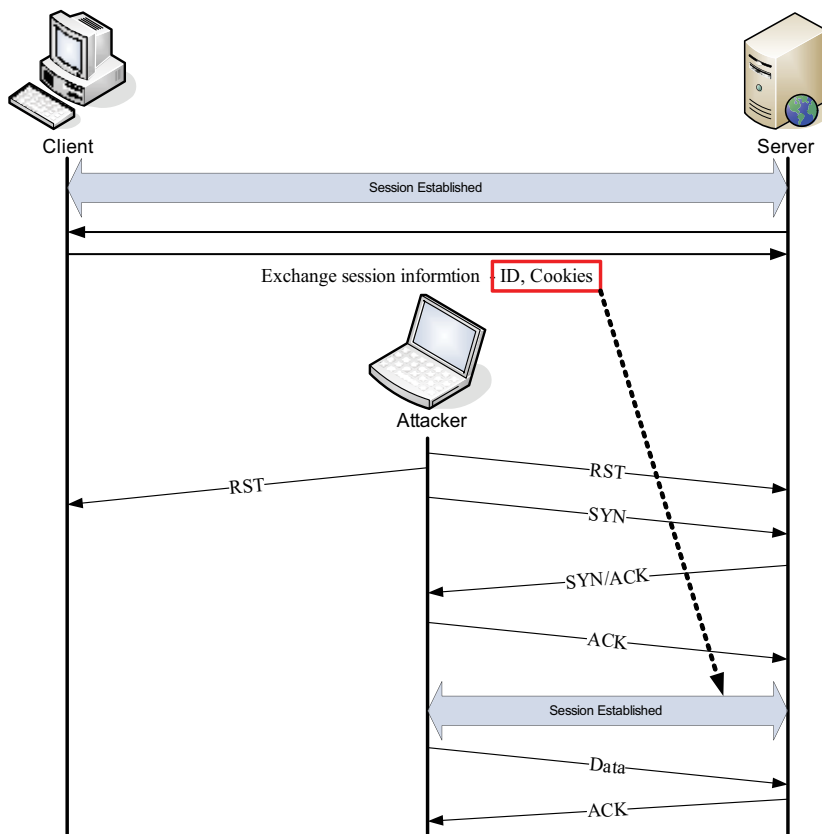 Client
Server
Session Established
Exchange session informtion - ID, Cookies
Attacker
RST
RST
SYN
SYN/ACK
ACK
Session Established
Data
ACK